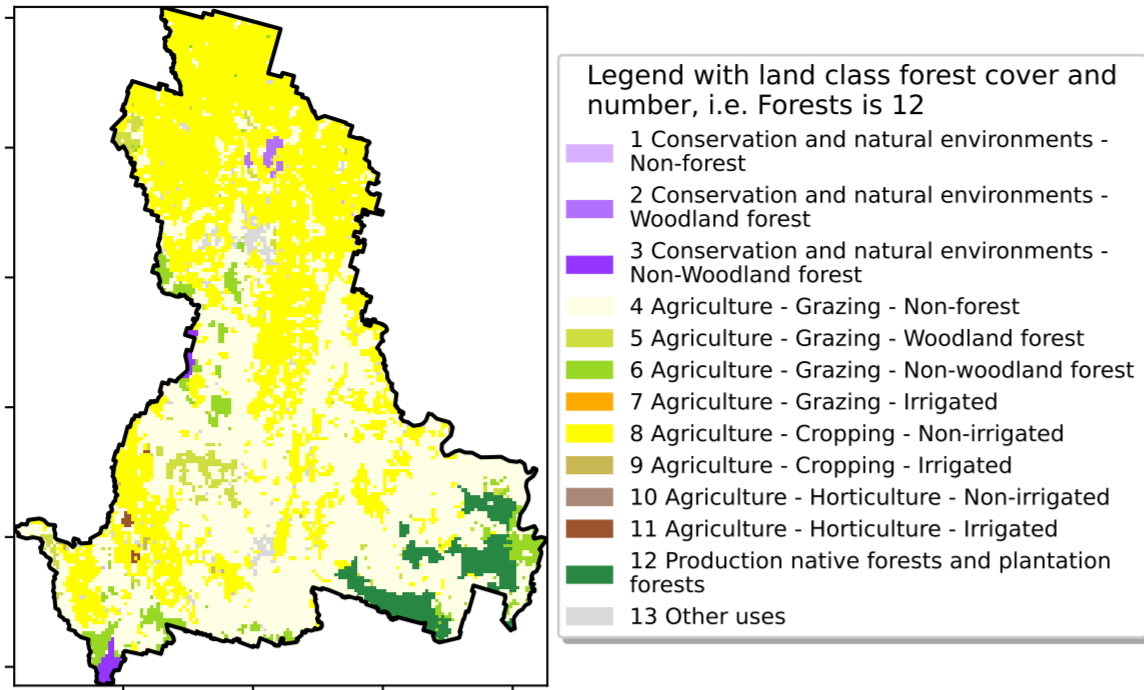 Legend with land class forest cover and
number, i.e. Forests is 12
1 Conservation and natural environments -
Non-forest
2 Conservation and natural environments -
Woodland forest
3 Conservation and natural environments -
Non-Woodland forest
4 Agriculture - Grazing - Non-forest
5 Agriculture - Grazing - Woodland forest
6 Agriculture - Grazing - Non-woodland forest
7 Agriculture - Grazing - Irrigated
8 Agriculture - Cropping - Non-irrigated
9 Agriculture - Cropping - Irrigated
10 Agriculture - Horticulture - Non-irrigated
11 Agriculture - Horticulture - Irrigated
12 Production native forests and plantation
forests
13 Other uses